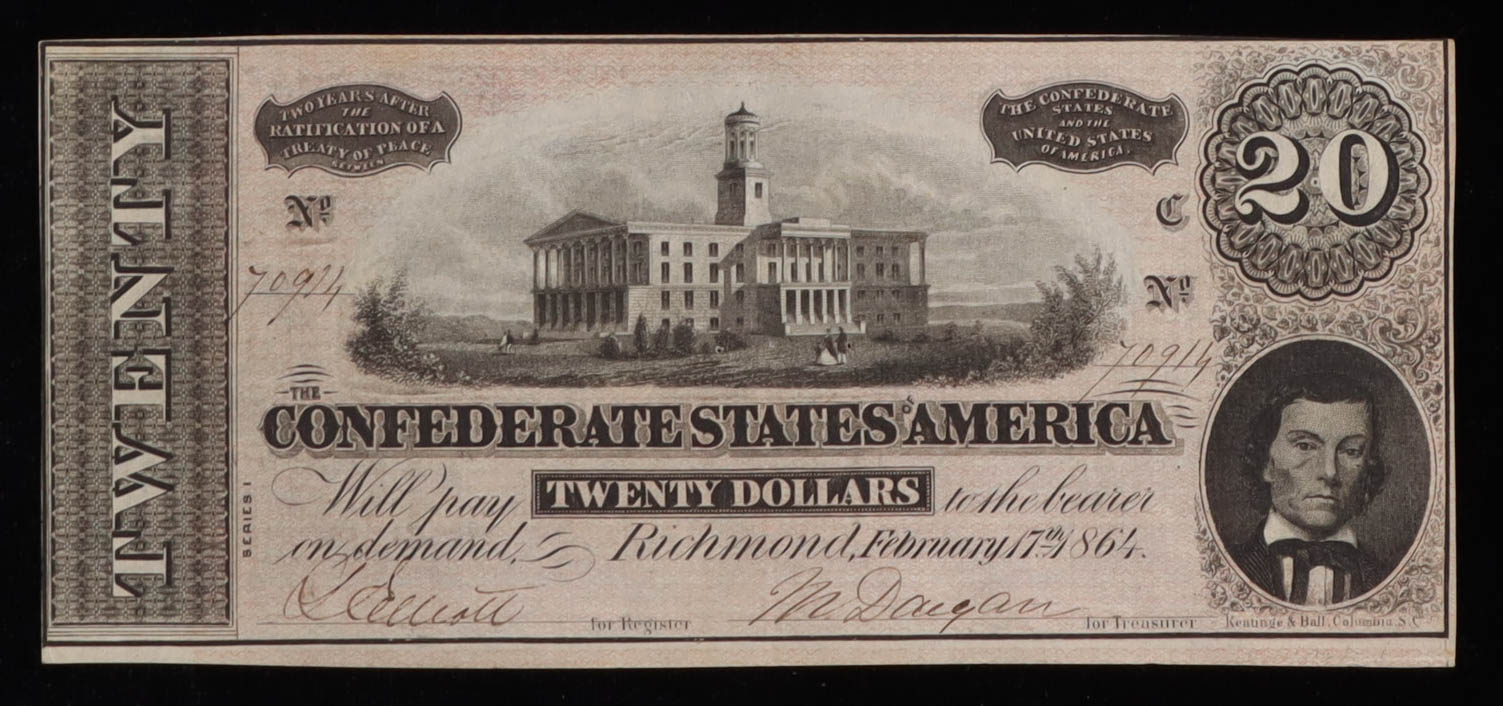 TWENTY
TWO YEARS AFTER
THE
RATIFICATION OF A
TREATY OF PEACE
BETWEEN
THE CONFEDERATE
STATES
AND THE
UNITED STATES
OF AMERICA.
20
No
C
70914
No
70914
THE
CONFEDERATE STATES OF AMERICA
Will pay TWENTY DOLLARS to the bearer
on demand, Richmond, February 17th 1864.
SERIES 1
Elliott for Register M. for Treasurer
Keatinge & Ball, Columbia, S.C.